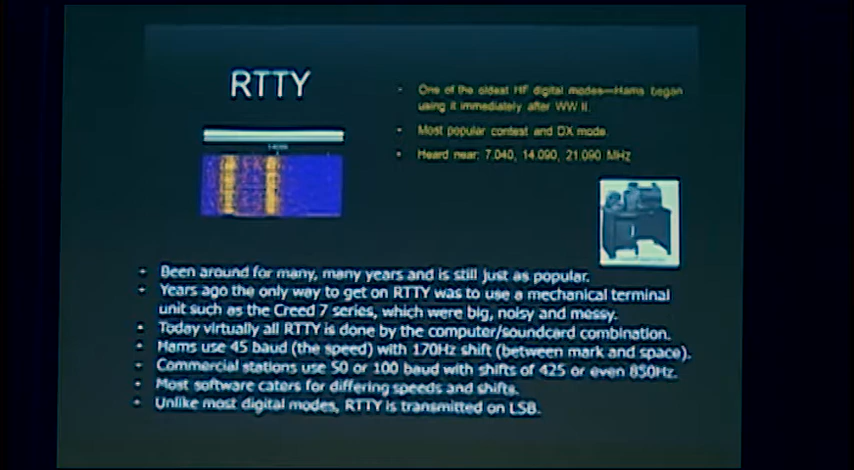 RTTY
- One of the oldest HF digital modes—Hams began
using it immediately after WW II.
- Most popular contest and DX mode.
- Heard near: 7.040, 14.090, 21.090 MHz
- Been around for many, many years and is still just as popular.
- Years ago the only way to get on RTTY was to use a mechanical terminal
unit such as the Creed 7 series, which were big, noisy and messy.
- Today virtually all RTTY is done by the computer/soundcard combination.
- Hams use 45 baud (the speed) with 170Hz shift (between mark and space).
- Commercial stations use 50 or 100 baud with shifts of 425 or even 850Hz.
- Most software caters for differing speeds and shifts.
- Unlike most digital modes, RTTY is transmitted on LSB.